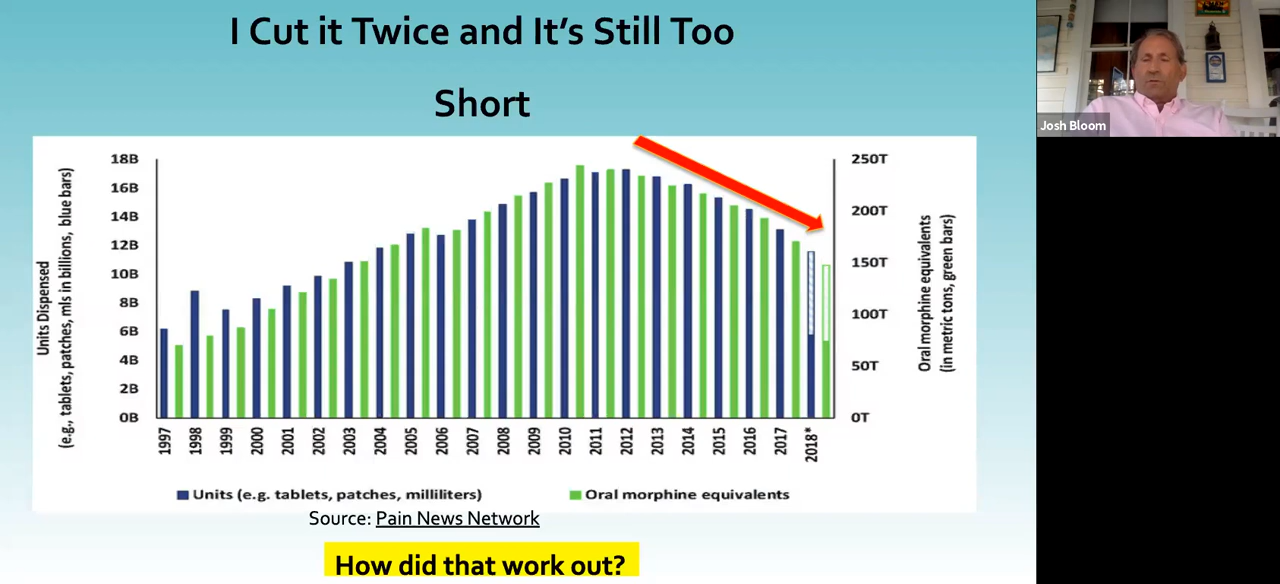 I Cut it Twice and It's Still Too
Short
Josh Bloom
Units Dispensed
(e.g., tablets, patches, mls in billions, blue bars)
18B
16B
14B
12B
10B
8B
6B
4B
2B
0B
250T
200T
150T
100T
50T
0T
Oral morphine equivalents
(in metric tons, green bars)
1997
1998
1999
2000
2001
2002
2003
2004
2005
2006
2007
2008
2009
2010
2011
2012
2013
2014
2015
2016
2017
2018*
Units (e.g. tablets, patches, milliliters)
Oral morphine equivalents
Source: Pain News Network
How did that work out?